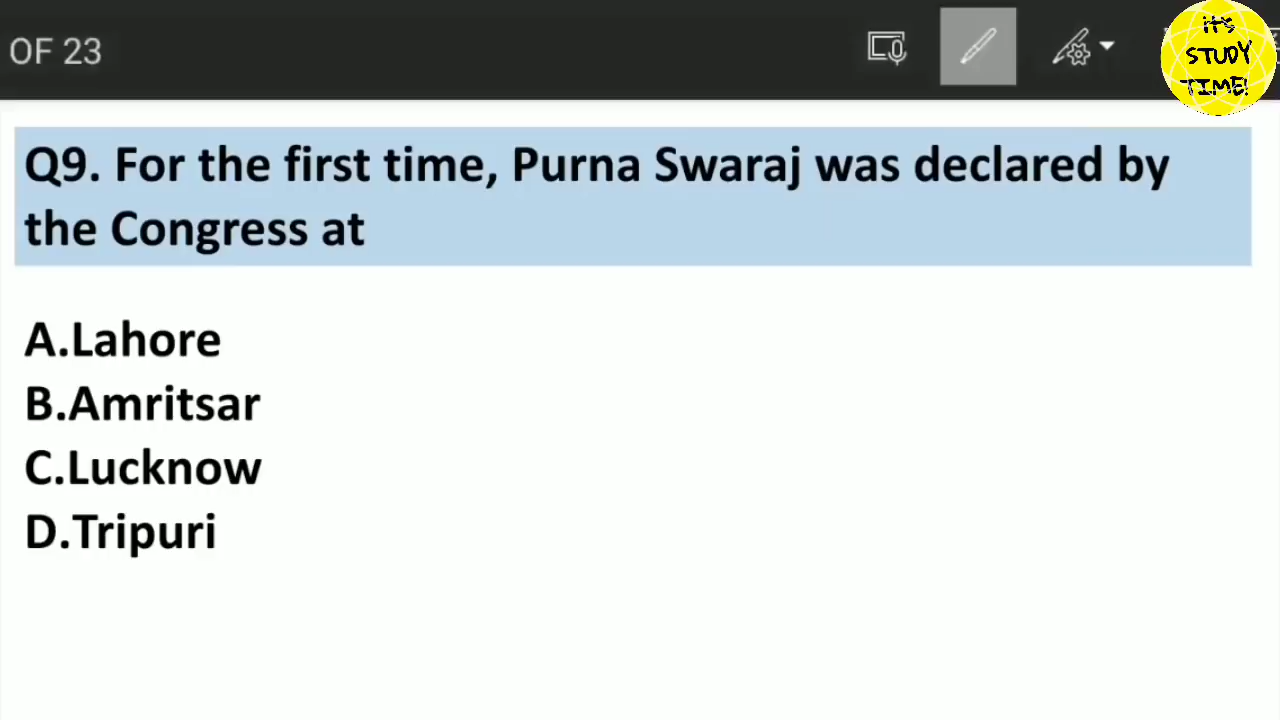 OF 23
iTS
STUDY
TIME!
Q9. For the first time, Purna Swaraj was declared by
the Congress at
A.Lahore
B.Amritsar
C.Lucknow
D.Tripuri